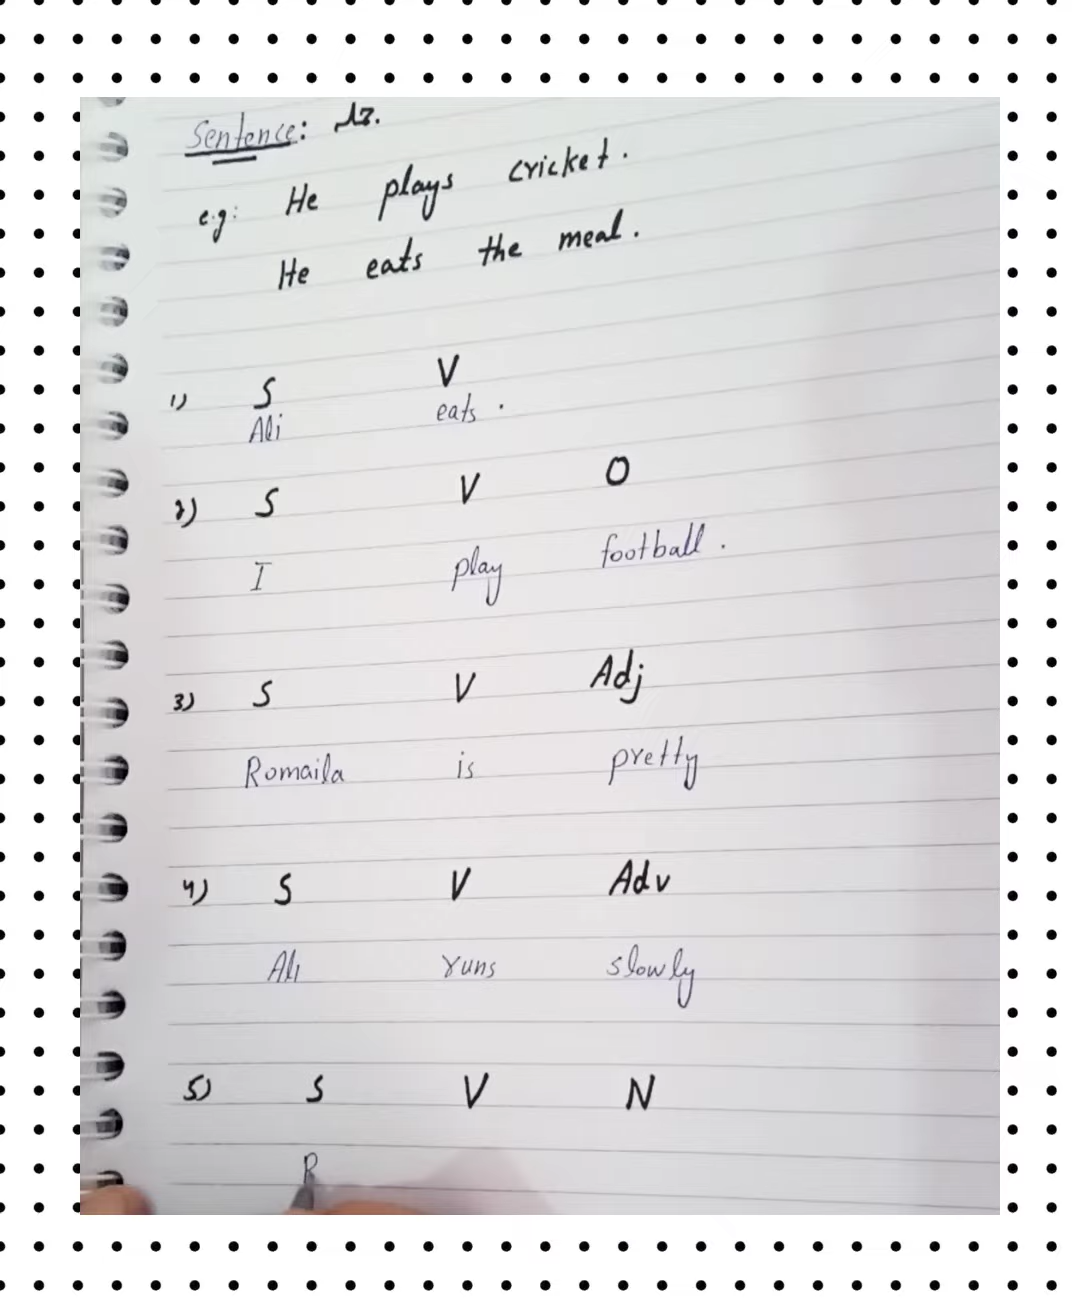 Sentence: جملہ.
e.g: He plays cricket.
He eats the meal.
1) S V
Ali eats.
2) S V O
I play football.
3) S V Adj
Romaila is pretty
4) S V Adv
Ali runs slowly
5) S V N
R